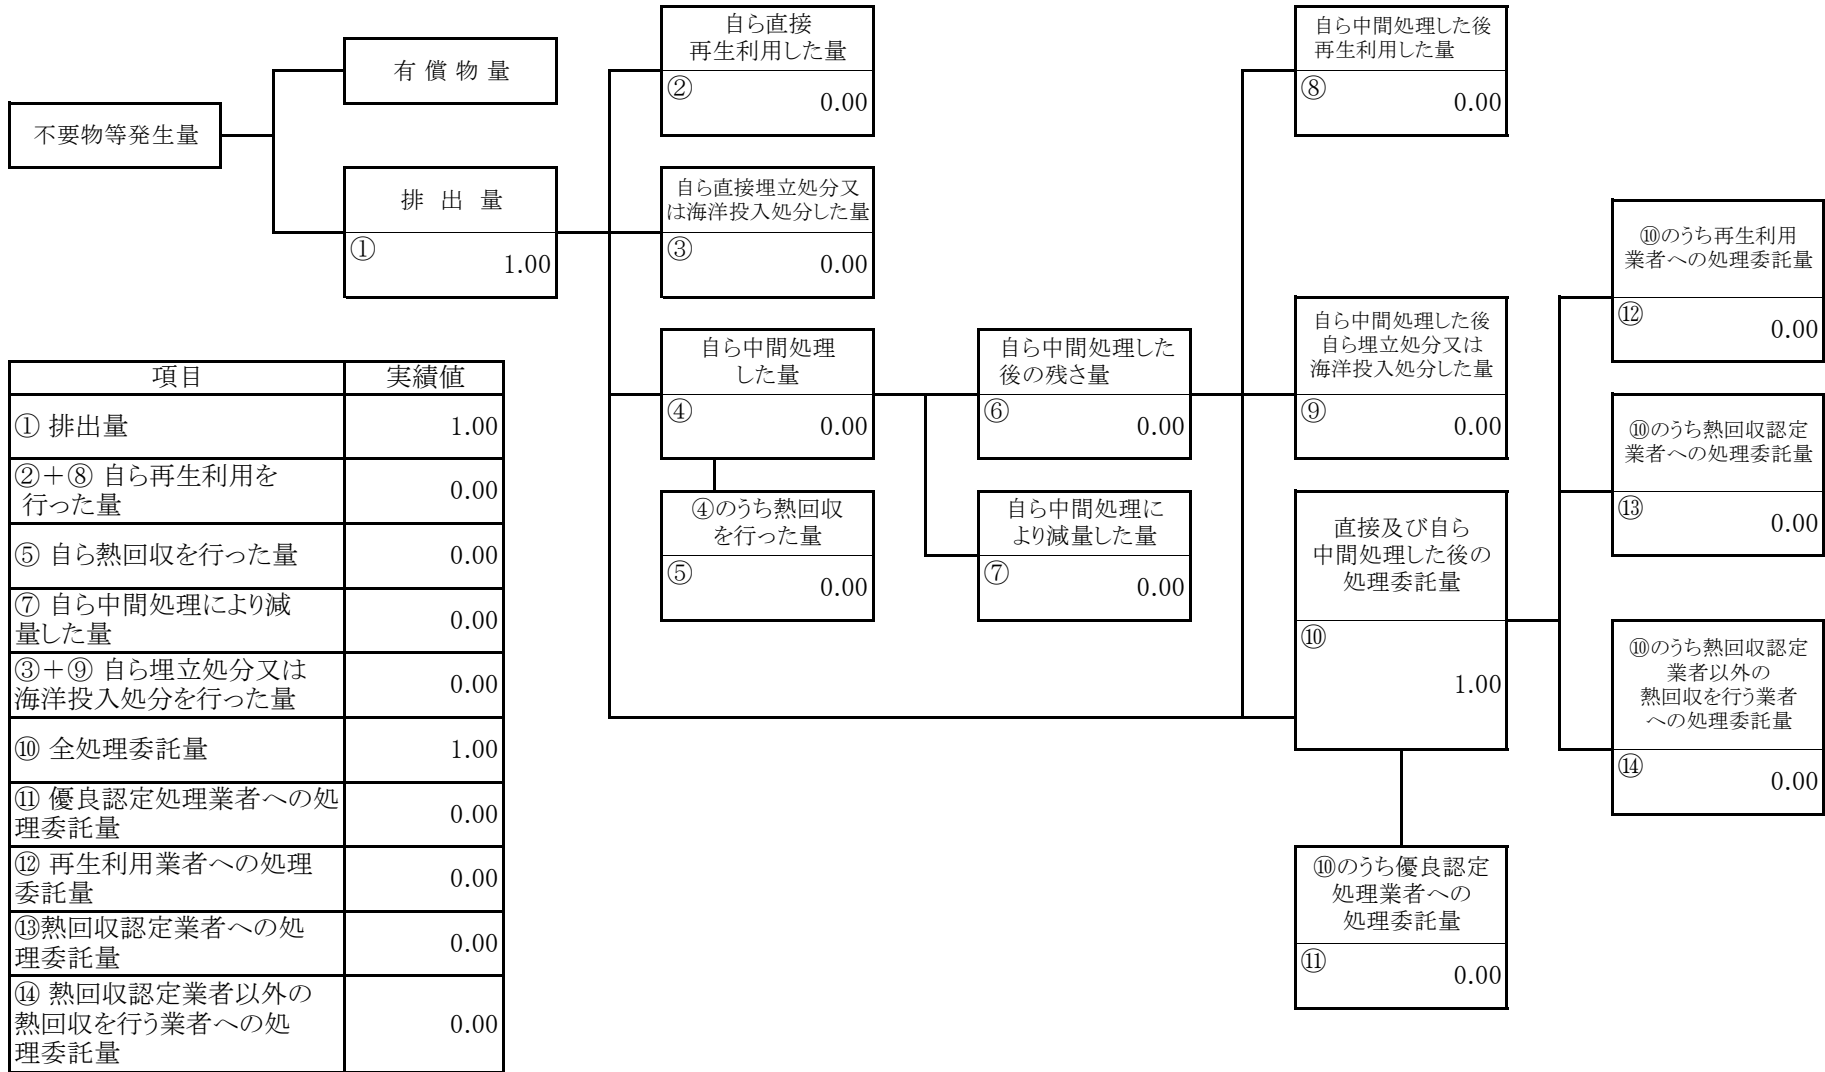 不要物等発生量
有 償 物 量
排 出 量
①
1.00
自ら直接
再生利用した量
②
0.00
自ら直接埋立処分又
は海洋投入処分した量
③
0.00
自ら中間処理
した量
④
0.00
④のうち熱回収
を行った量
⑤
0.00
自ら中間処理した
後の残さ量
⑥
0.00
自ら中間処理に
より減量した量
⑦
0.00
自ら中間処理した後
再生利用した量
⑧
0.00
自ら中間処理した後
自ら埋立処分又は
海洋投入処分した量
⑨
0.00
直接及び自ら
中間処理した後の
処理委託量
⑩
1.00
⑩のうち優良認定
処理業者への
処理委託量
⑪
0.00
⑩のうち再生利用
業者への処理委託量
⑫
0.00
⑩のうち熱回収認定
業者への処理委託量
⑬
0.00
⑩のうち熱回収認定
業者以外の
熱回収を行う業者
への処理委託量
⑭
0.00
項目 実績値
① 排出量 1.00
②+⑧ 自ら再生利用を
行った量
0.00
⑤ 自ら熱回収を行った量 0.00
⑦ 自ら中間処理により減
量した量
0.00
③+⑨ 自ら埋立処分又は
海洋投入処分を行った量
0.00
⑩ 全処理委託量 1.00
⑪ 優良認定処理業者への処
理委託量
0.00
⑫ 再生利用業者への処理
委託量
0.00
⑬熱回収認定業者への処
理委託量
0.00
⑭ 熱回収認定業者以外の
熱回収を行う業者への処
理委託量
0.00